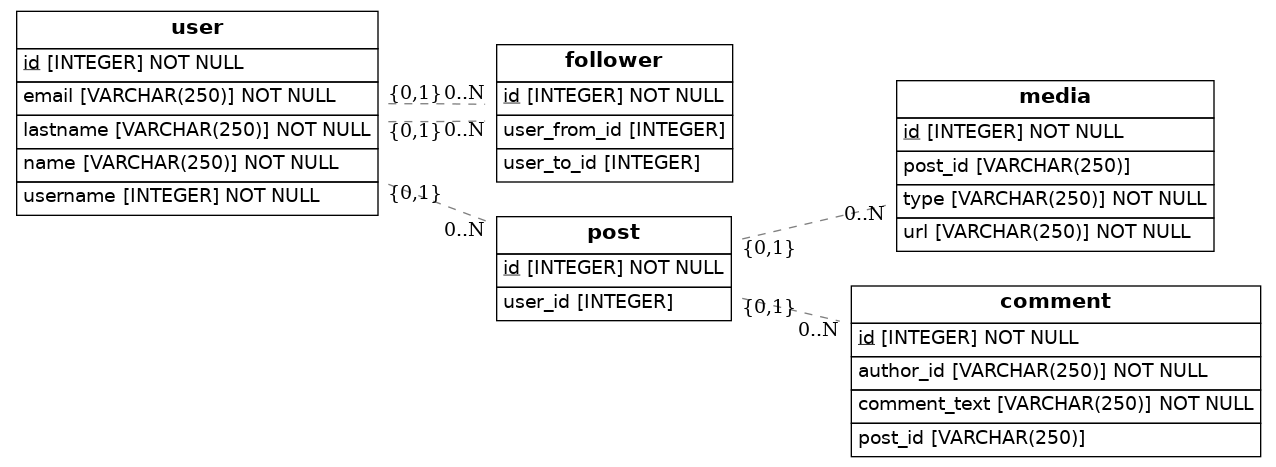 user
id [INTEGER] NOT NULL
email [VARCHAR(250)] NOT NULL
lastname [VARCHAR(250)] NOT NULL
name [VARCHAR(250)] NOT NULL
username [INTEGER] NOT NULL
{0,1}
0..N
{0,1}
0..N
{0,1}
0..N
follower
id [INTEGER] NOT NULL
user_from_id [INTEGER]
user_to_id [INTEGER]
post
id [INTEGER] NOT NULL
user_id [INTEGER]
0..N
{0,1}
{0,1}
0..N
media
id [INTEGER] NOT NULL
post_id [VARCHAR(250)]
type [VARCHAR(250)] NOT NULL
url [VARCHAR(250)] NOT NULL
comment
id [INTEGER] NOT NULL
author_id [VARCHAR(250)] NOT NULL
comment_text [VARCHAR(250)] NOT NULL
post_id [VARCHAR(250)]